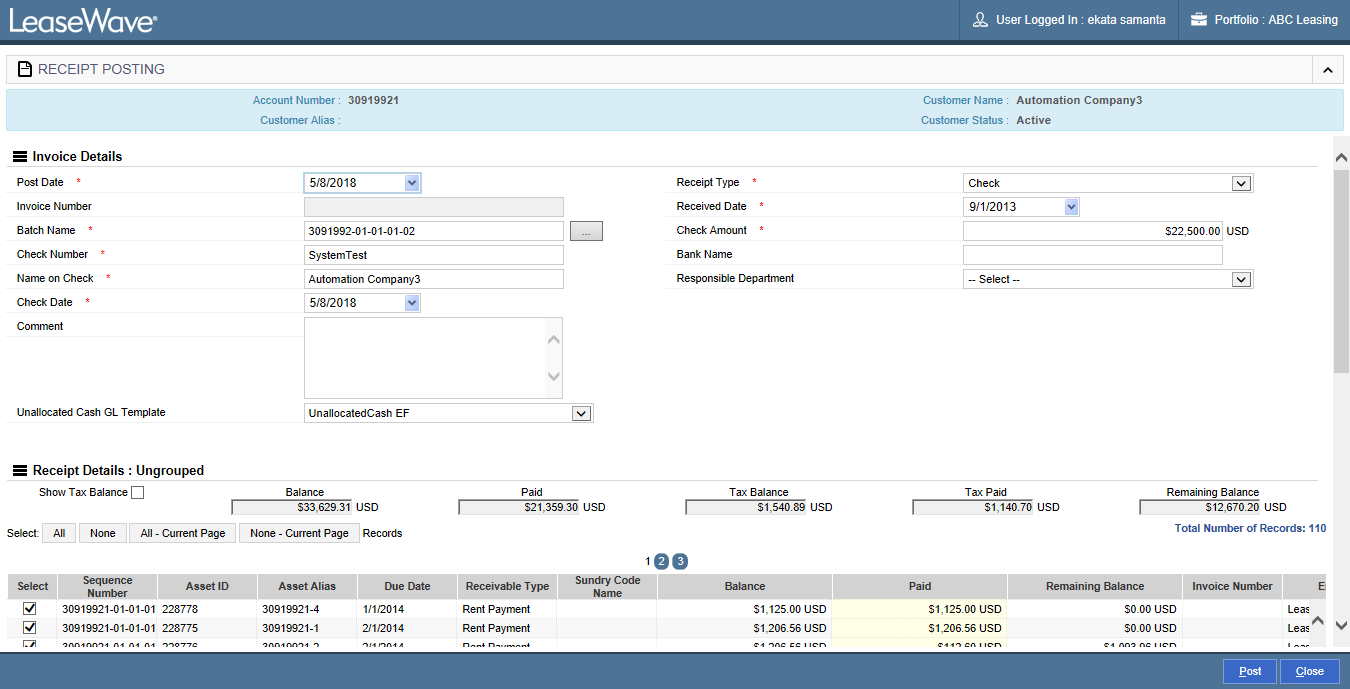 LeaseWave®
User Logged In : ekata samanta
Portfolio : ABC Leasing
RECEIPT POSTING
Account Number : 30919921
Customer Name : Automation Company3
Customer Alias :
Customer Status : Active
Invoice Details
Post Date * 5/8/2018
Receipt Type * Check
Invoice Number
Received Date * 9/1/2013
Batch Name * 3091992-01-01-01-02 ...
Check Amount * $22,500.00 USD
Check Number * SystemTest
Bank Name
Name on Check * Automation Company3
Responsible Department -- Select --
Check Date * 5/8/2018
Comment
Unallocated Cash GL Template UnallocatedCash EF
Receipt Details : Ungrouped
Show Tax Balance
Balance Paid Tax Balance Tax Paid Remaining Balance
$33,629.31 USD $21,359.30 USD $1,540.89 USD $1,140.70 USD $12,670.20 USD
Total Number of Records: 110
Select: All None All - Current Page None - Current Page Records
1 2 3
Select Sequence Number Asset ID Asset Alias Due Date Receivable Type Sundry Code Name Balance Paid Remaining Balance Invoice Number E
30919921-01-01-01 228778 30919921-4 1/1/2014 Rent Payment $1,125.00 USD $1,125.00 USD $0.00 USD Leas
30919921-01-01-01 228775 30919921-1 2/1/2014 Rent Payment $1,206.56 USD $1,206.56 USD $0.00 USD Leas
30919921-01-01-01 228776 30919921-2 2/1/2014 Rent Payment $1,206.56 USD $112.60 USD $1,093.96 USD Leas
Post Close